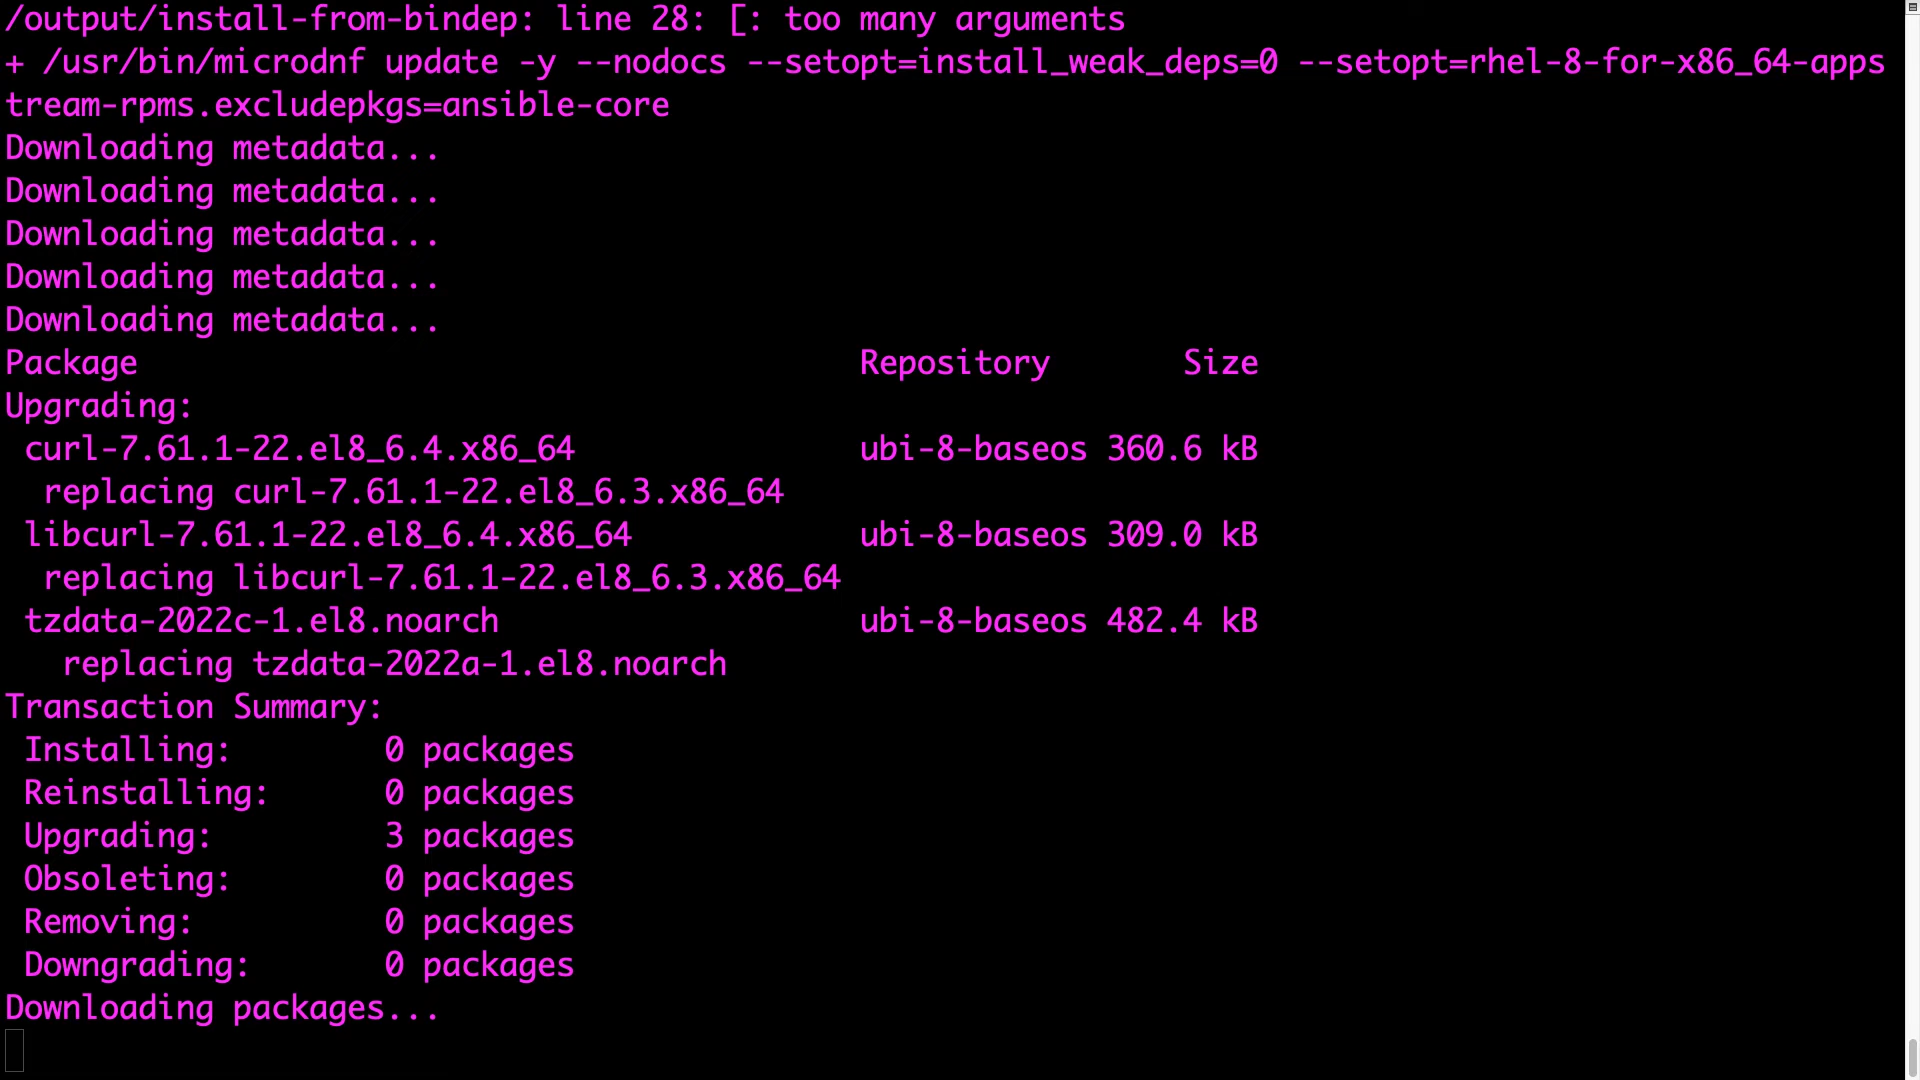 /output/install-from-bindep: line 28: [: too many arguments
+ /usr/bin/microdnf update -y --nodocs --setopt=install_weak_deps=0 --setopt=rhel-8-for-x86_64-apps
tream-rpms.excludepkgs=ansible-core
Downloading metadata...
Downloading metadata...
Downloading metadata...
Downloading metadata...
Downloading metadata...
Package Repository Size
Upgrading:
curl-7.61.1-22.el8_6.4.x86_64 ubi-8-baseos 360.6 kB
replacing curl-7.61.1-22.el8_6.3.x86_64
libcurl-7.61.1-22.el8_6.4.x86_64 ubi-8-baseos 309.0 kB
replacing libcurl-7.61.1-22.el8_6.3.x86_64
tzdata-2022c-1.el8.noarch ubi-8-baseos 482.4 kB
replacing tzdata-2022a-1.el8.noarch
Transaction Summary:
Installing: 0 packages
Reinstalling: 0 packages
Upgrading: 3 packages
Obsoleting: 0 packages
Removing: 0 packages
Downgrading: 0 packages
Downloading packages...